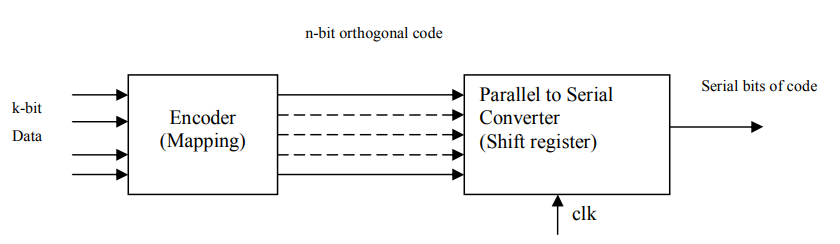 n-bit orthogonal code
k-bit
Data
Encoder
(Mapping)
Parallel to Serial
Converter
(Shift register)
Serial bits of code
clk